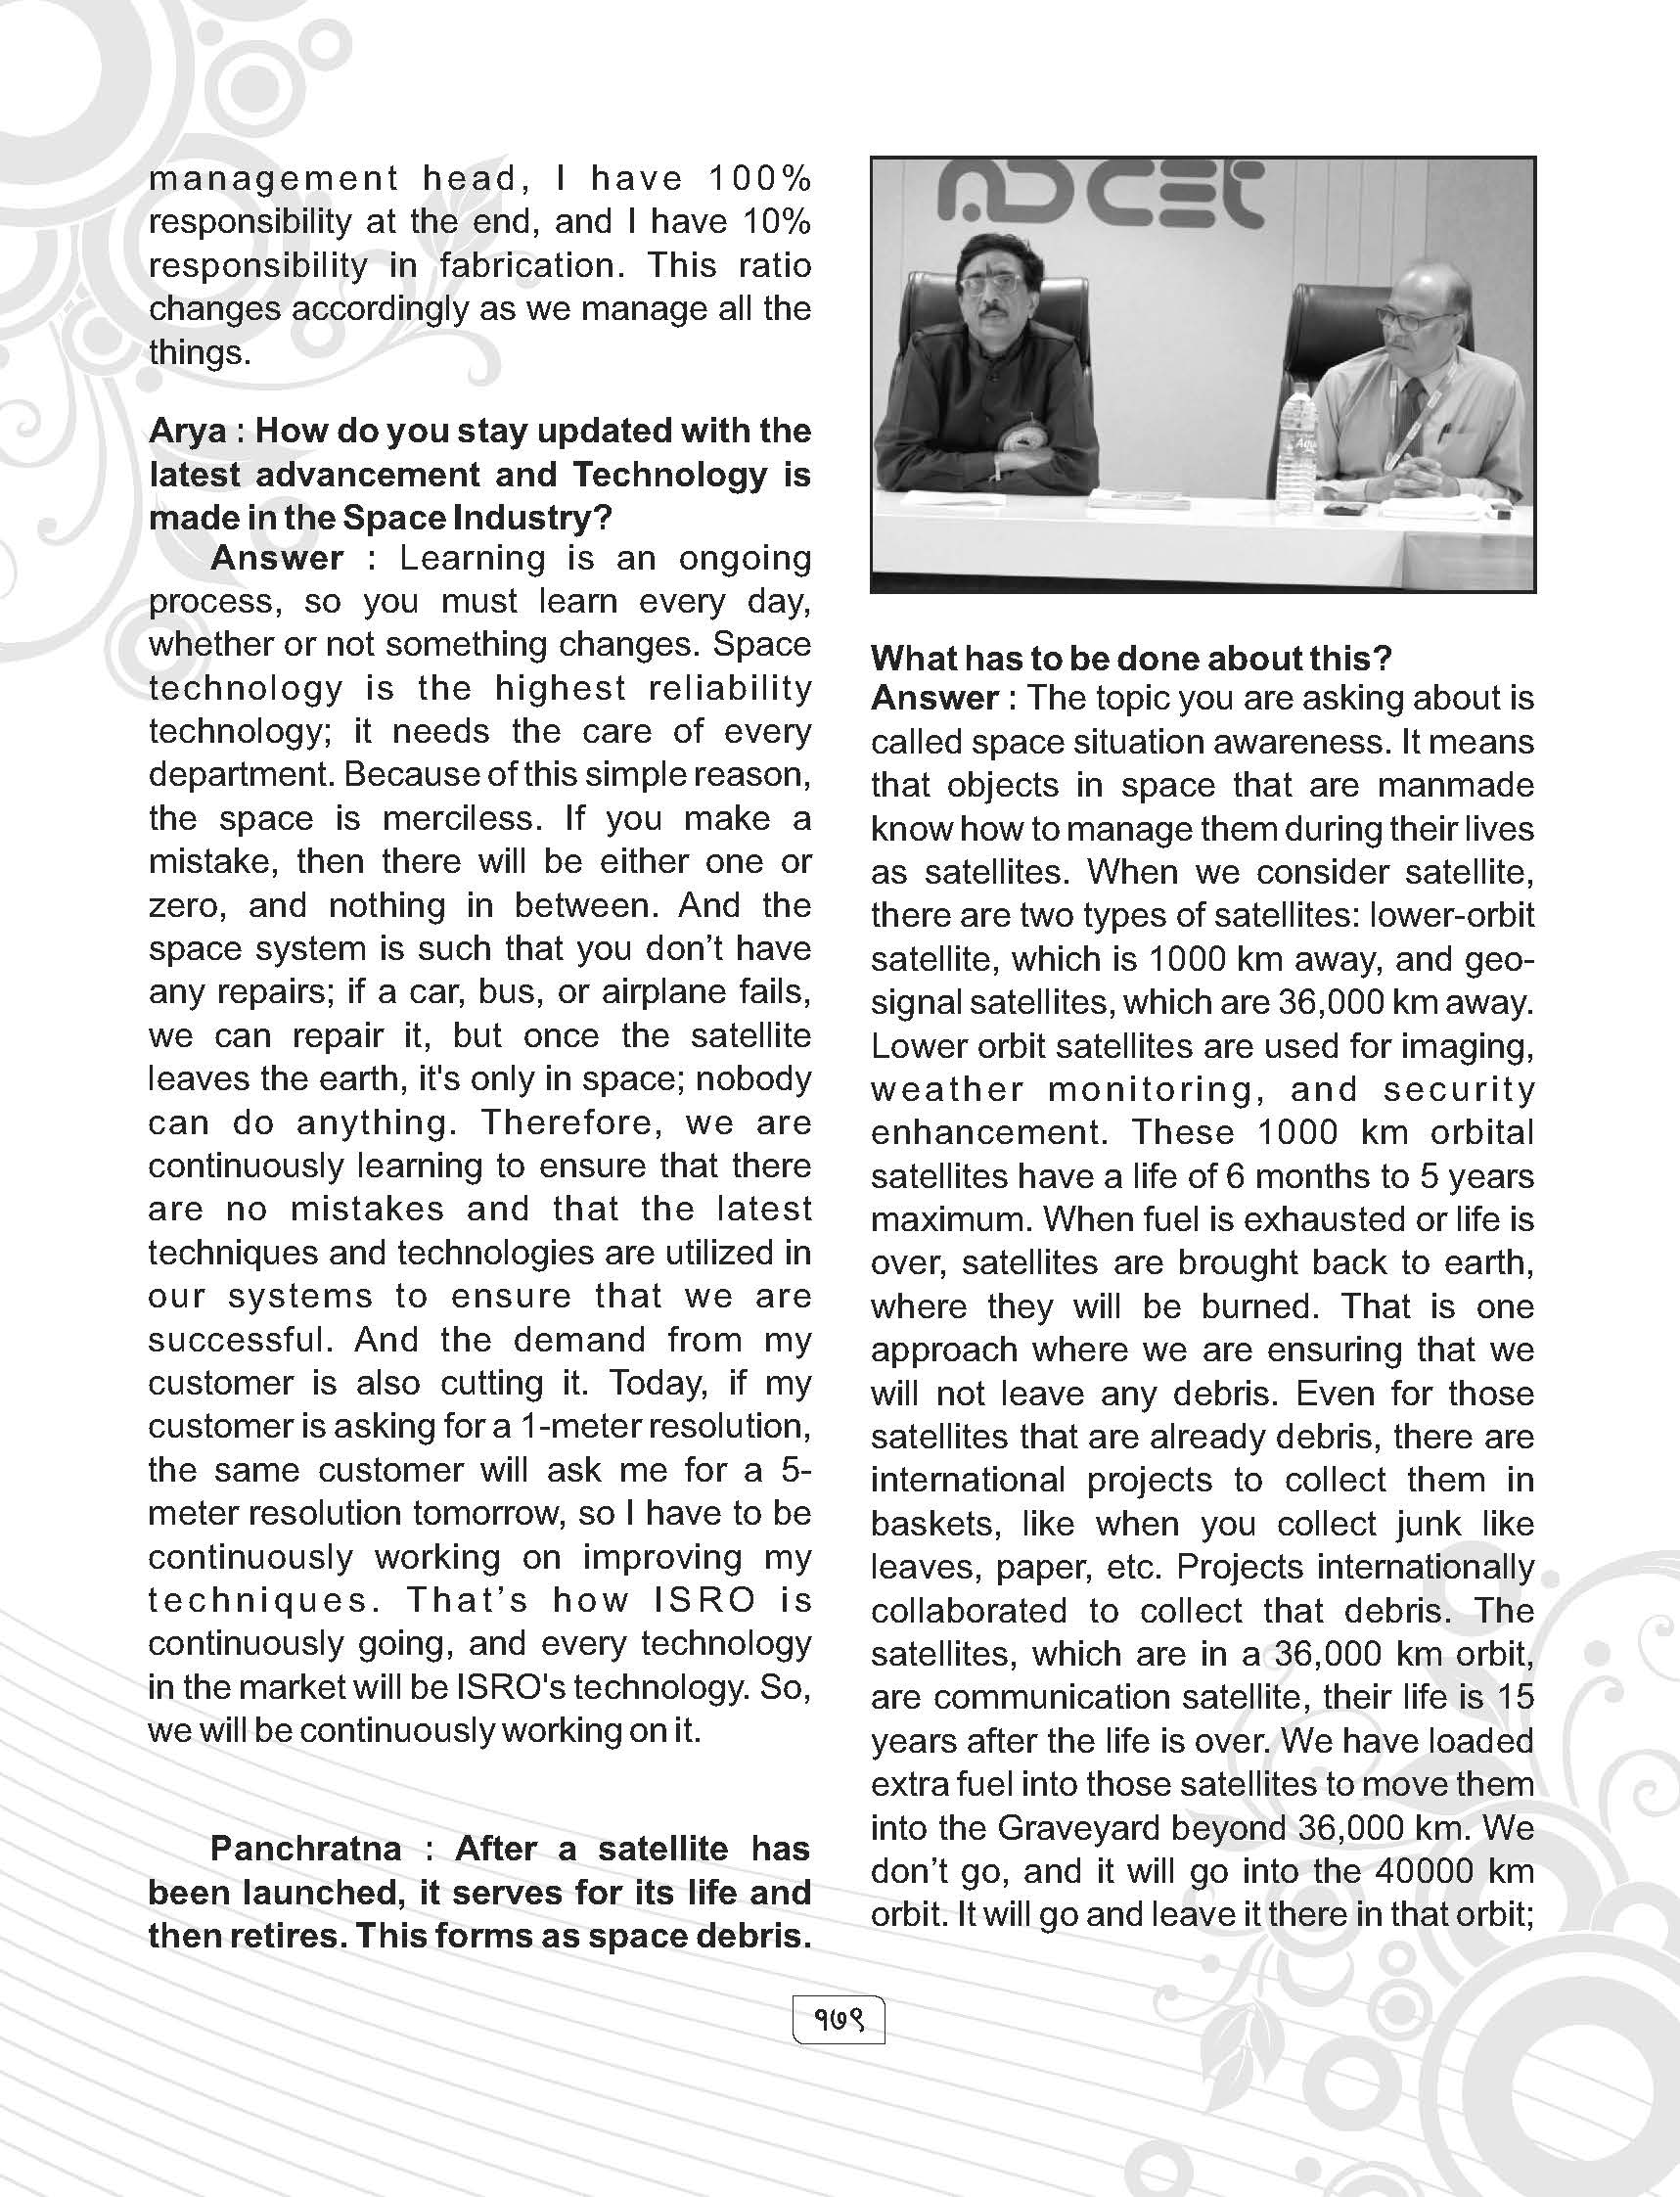 management head, I have 100%
responsibility at the end, and I have 10%
responsibility in fabrication. This ratio
changes accordingly as we manage all the
things.
Arya : How do you stay updated with the
latest advancement and Technology is
made in the Space Industry?
Answer : Learning is an ongoing
process, so you must learn every day,
whether or not something changes. Space
technology is the highest reliability
technology; it needs the care of every
department. Because of this simple reason,
the space is merciless. If you make a
mistake, then there will be either one or
zero, and nothing in between. And the
space system is such that you don’t have
any repairs; if a car, bus, or airplane fails,
we can repair it, but once the satellite
leaves the earth, it's only in space; nobody
can do anything. Therefore, we are
continuously learning to ensure that there
are no mistakes and that the latest
techniques and technologies are utilized in
our systems to ensure that we are
successful. And the demand from my
customer is also cutting it. Today, if my
customer is asking for a 1-meter resolution,
the same customer will ask me for a 5-
meter resolution tomorrow, so I have to be
continuously working on improving my
techniques. That’s how ISRO is
continuously going, and every technology
in the market will be ISRO's technology. So,
we will be continuously working on it.
Panchratna : After a satellite has
been launched, it serves for its life and
then retires. This forms as space debris.
ADCET
What has to be done about this?
Answer : The topic you are asking about is
called space situation awareness. It means
that objects in space that are manmade
know how to manage them during their lives
as satellites. When we consider satellite,
there are two types of satellites: lower-orbit
satellite, which is 1000 km away, and geo-
signal satellites, which are 36,000 km away.
Lower orbit satellites are used for imaging,
weather monitoring, and security
enhancement. These 1000 km orbital
satellites have a life of 6 months to 5 years
maximum. When fuel is exhausted or life is
over, satellites are brought back to earth,
where they will be burned. That is one
approach where we are ensuring that we
will not leave any debris. Even for those
satellites that are already debris, there are
international projects to collect them in
baskets, like when you collect junk like
leaves, paper, etc. Projects internationally
collaborated to collect that debris. The
satellites, which are in a 36,000 km orbit,
are communication satellite, their life is 15
years after the life is over. We have loaded
extra fuel into those satellites to move them
into the Graveyard beyond 36,000 km. We
don’t go, and it will go into the 40000 km
orbit. It will go and leave it there in that orbit;
१७९